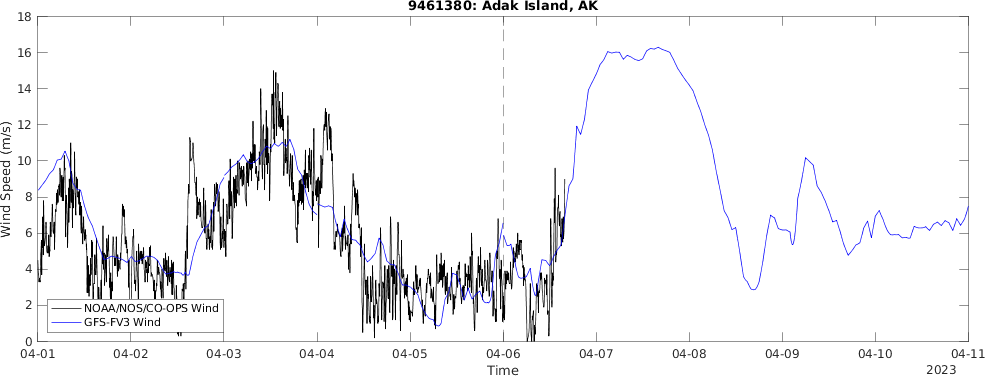 9461380: Adak Island, AK
Wind Speed (m/s)
18
16
14
12
10
8
6
4
2
0
NOAA/NOS/CO-OPS Wind
GFS-FV3 Wind
04-01 04-02 04-03 04-04 04-05 04-06 04-07 04-08 04-09 04-10 04-11
Time
2023